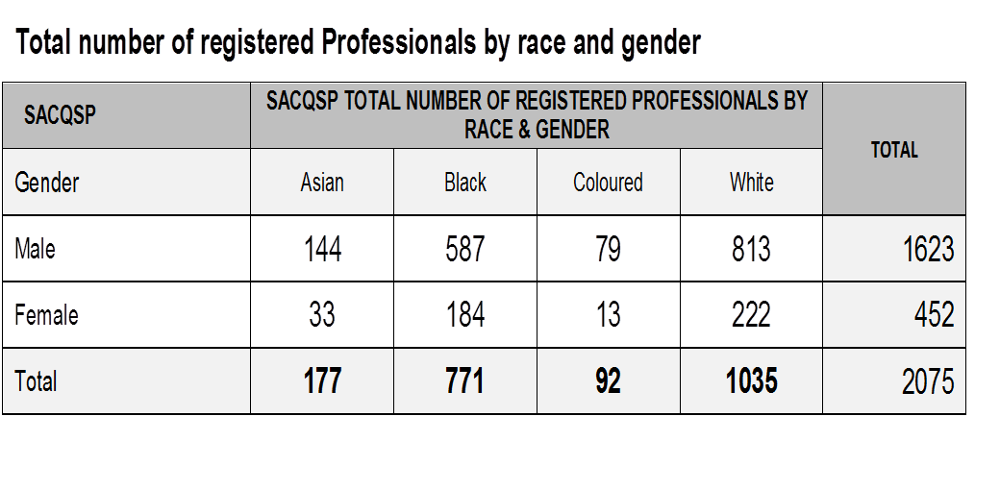 Total number of registered Professionals by race and gender
SACQSP
SACQSP TOTAL NUMBER OF REGISTERED PROFESSIONALS BY
RACE & GENDER
TOTAL
Gender Asian Black Coloured White
Male 144 587 79 813 1623
Female 33 184 13 222 452
Total 177 771 92 1035 2075